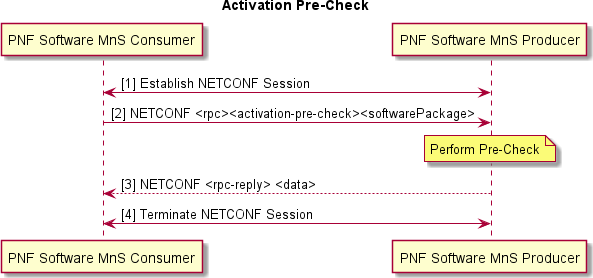 Activation Pre-Check
PNF Software MnS Consumer
PNF Software MnS Producer
[1] Establish NETCONF Session
[2] NETCONF <rpc><activation-pre-check><softwarePackage>
Perform Pre-Check
[3] NETCONF <rpc-reply> <data>
[4] Terminate NETCONF Session
PNF Software MnS Consumer
PNF Software MnS Producer